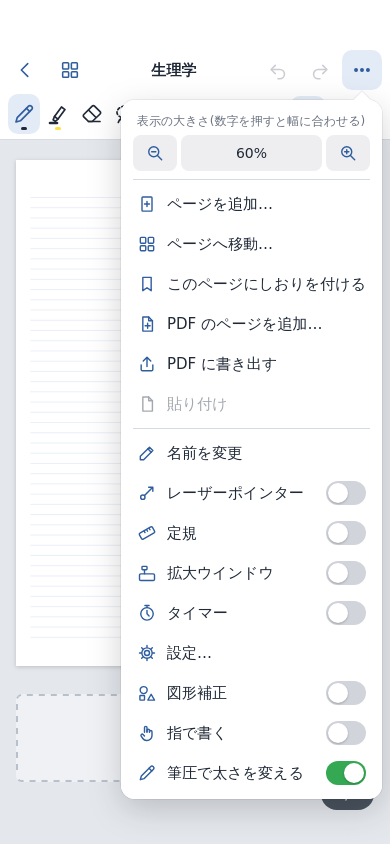 生理学
表示の大きさ(数字を押すと幅に合わせる)
60%
ページを追加…
ページへ移動…
このページにしおりを付ける
PDF のページを追加…
PDF に書き出す
貼り付け
名前を変更
レーザーポインター
定規
拡大ウインドウ
タイマー
設定…
図形補正
指で書く
筆圧で太さを変える